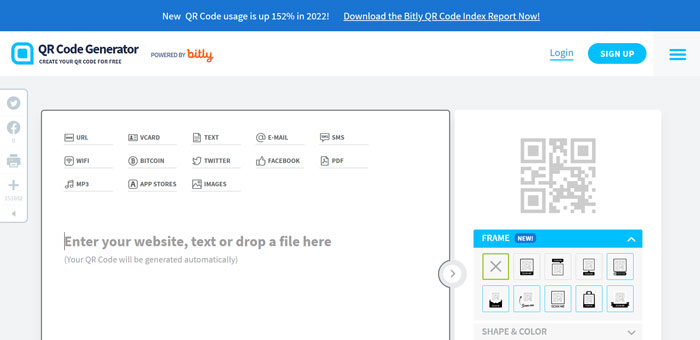 New QR Code usage is up 152% in 2022! Download the Bitly QR Code Index Report Now!
QR Code Generator
CREATE YOUR QR CODE FOR FREE
POWERED BY bitly
Login
SIGN UP
0
URL
VCARD
TEXT
E-MAIL
SMS
WIFI
BITCOIN
TWITTER
FACEBOOK
PDF
MP3
APP STORES
IMAGES
Enter your website, text or drop a file here
(Your QR Code will be generated automatically)
FRAME NEW!
SCAN ME
SHAPE & COLOR